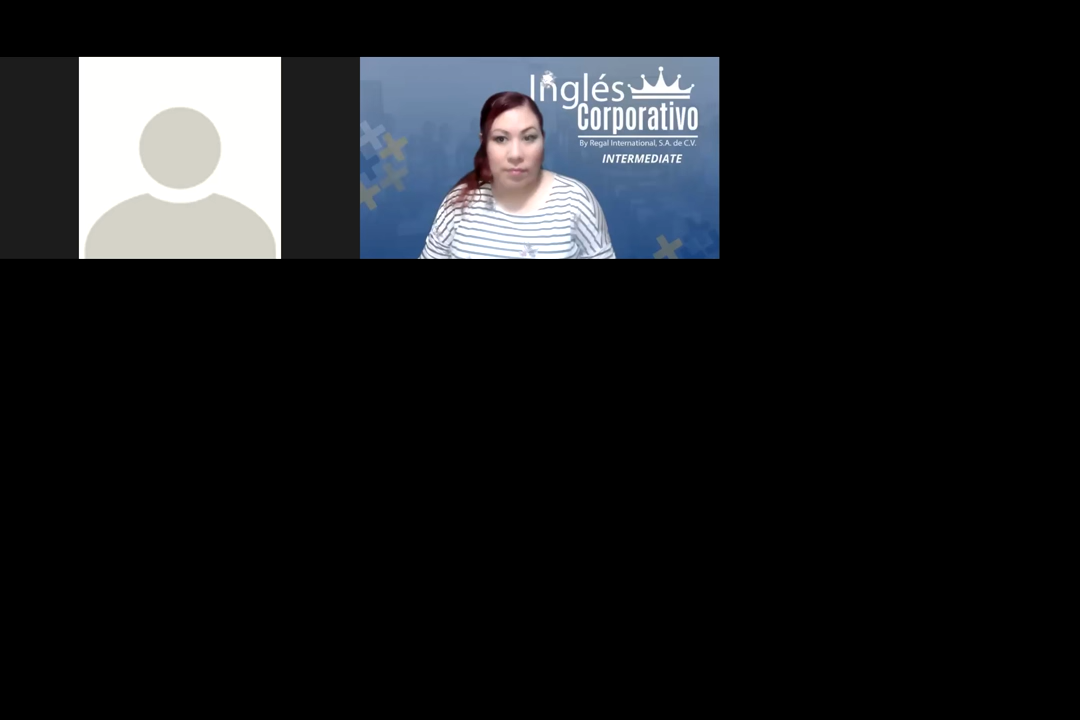 Inglés
Corporativo
By Regal International, S.A. de C.V.
INTERMEDIATE